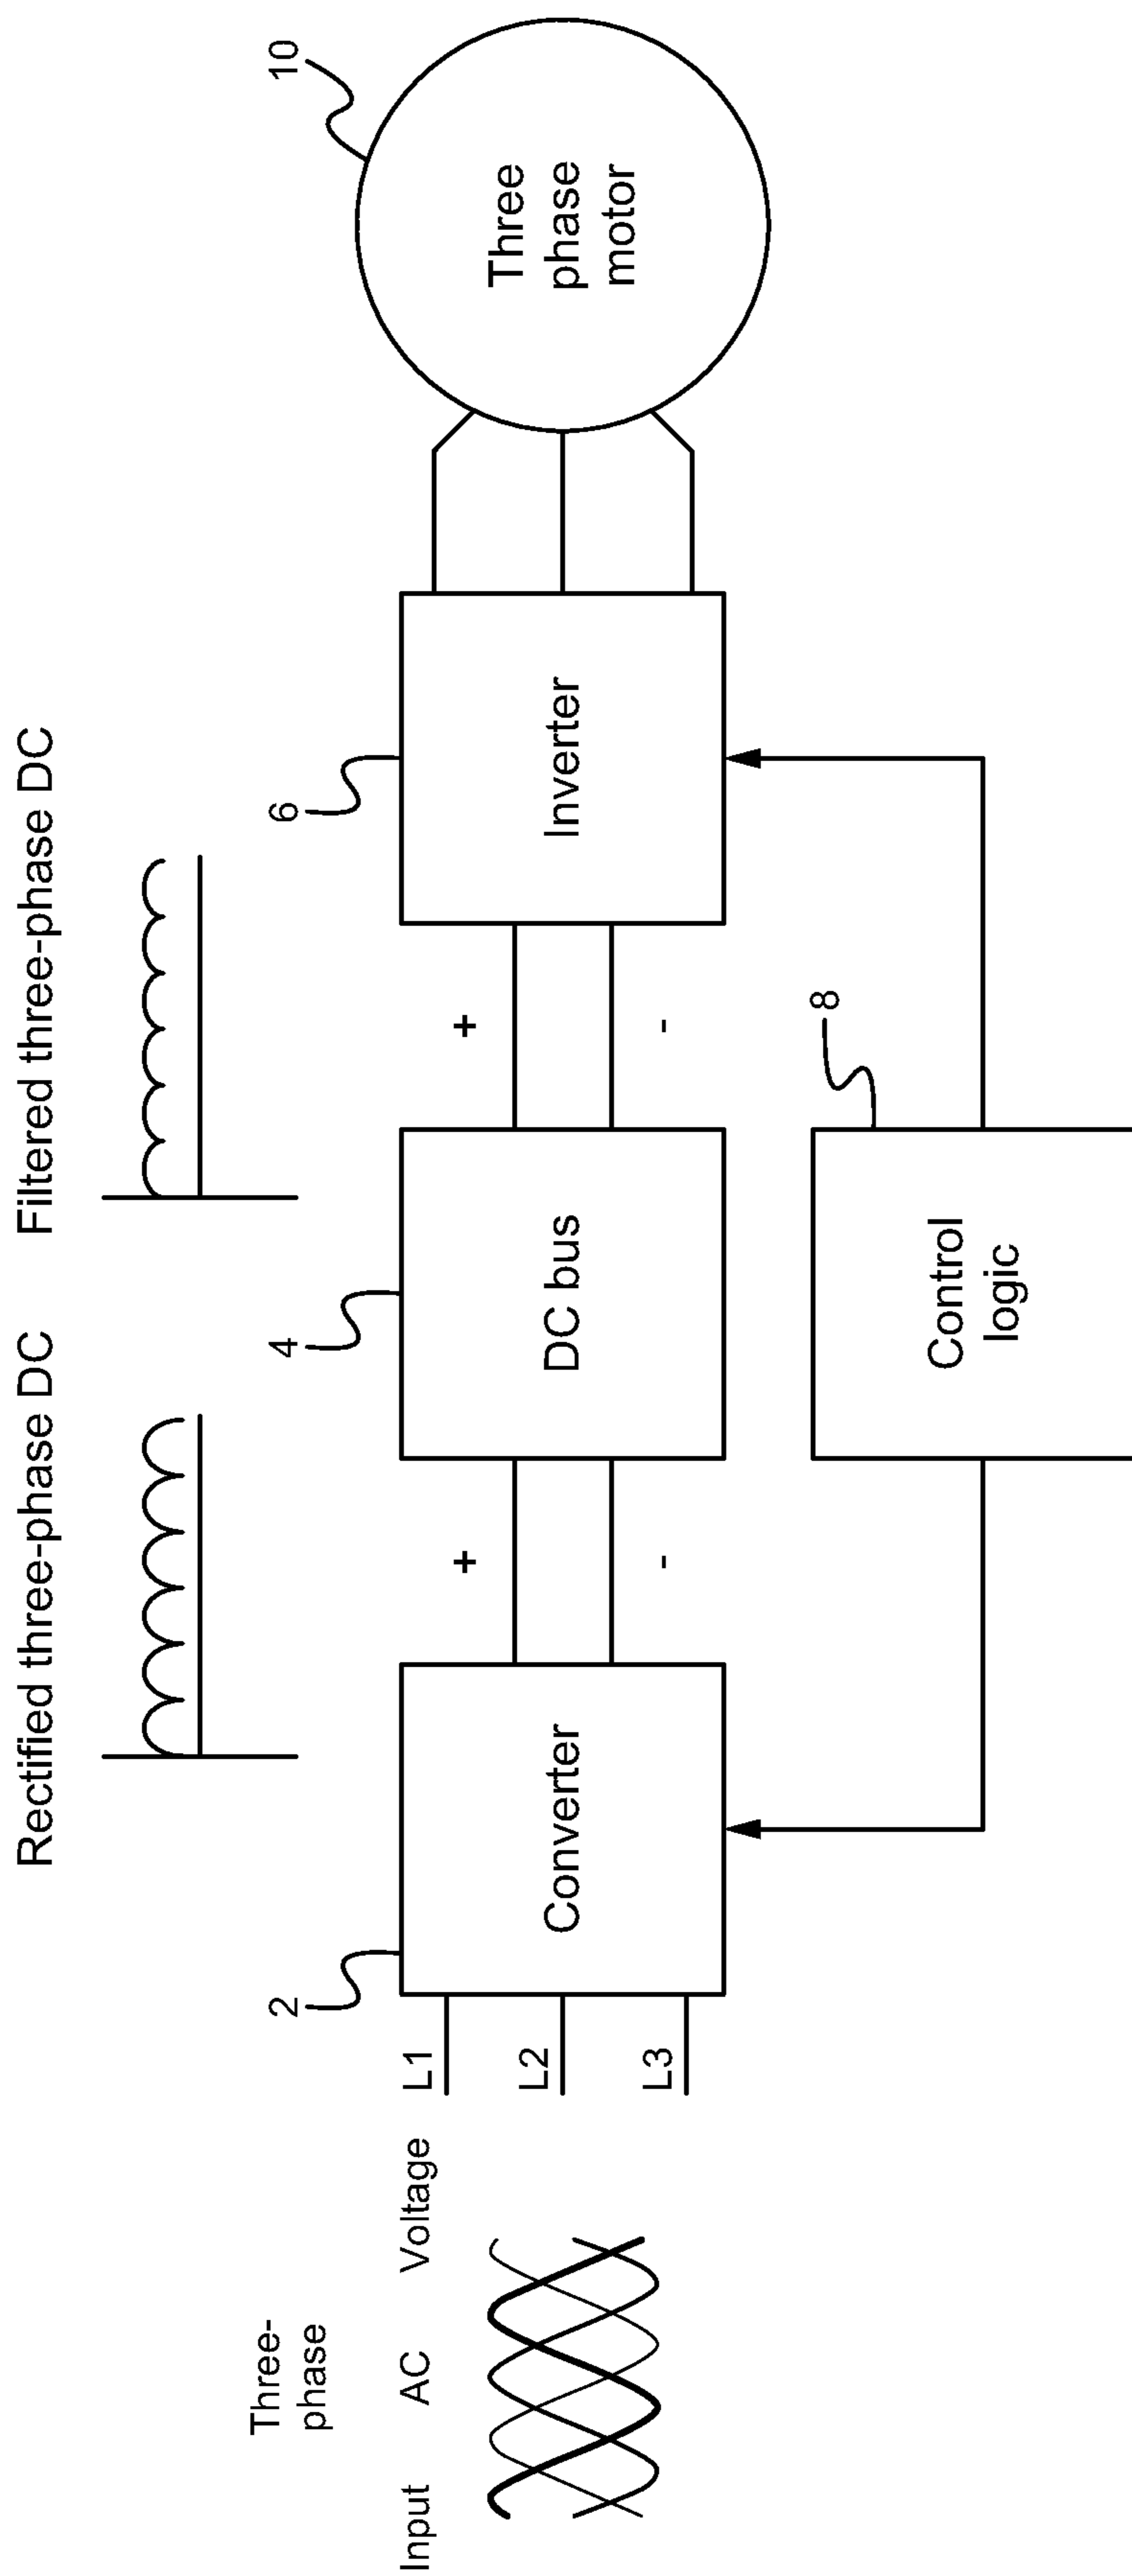 Rectified three-phase DC
Filtered three-phase DC
Three-
phase
Input AC Voltage
L1
L2
L3
2
Converter
+
-
4
DC bus
+
-
6
Inverter
10
Three
phase
motor
8
Control
logic